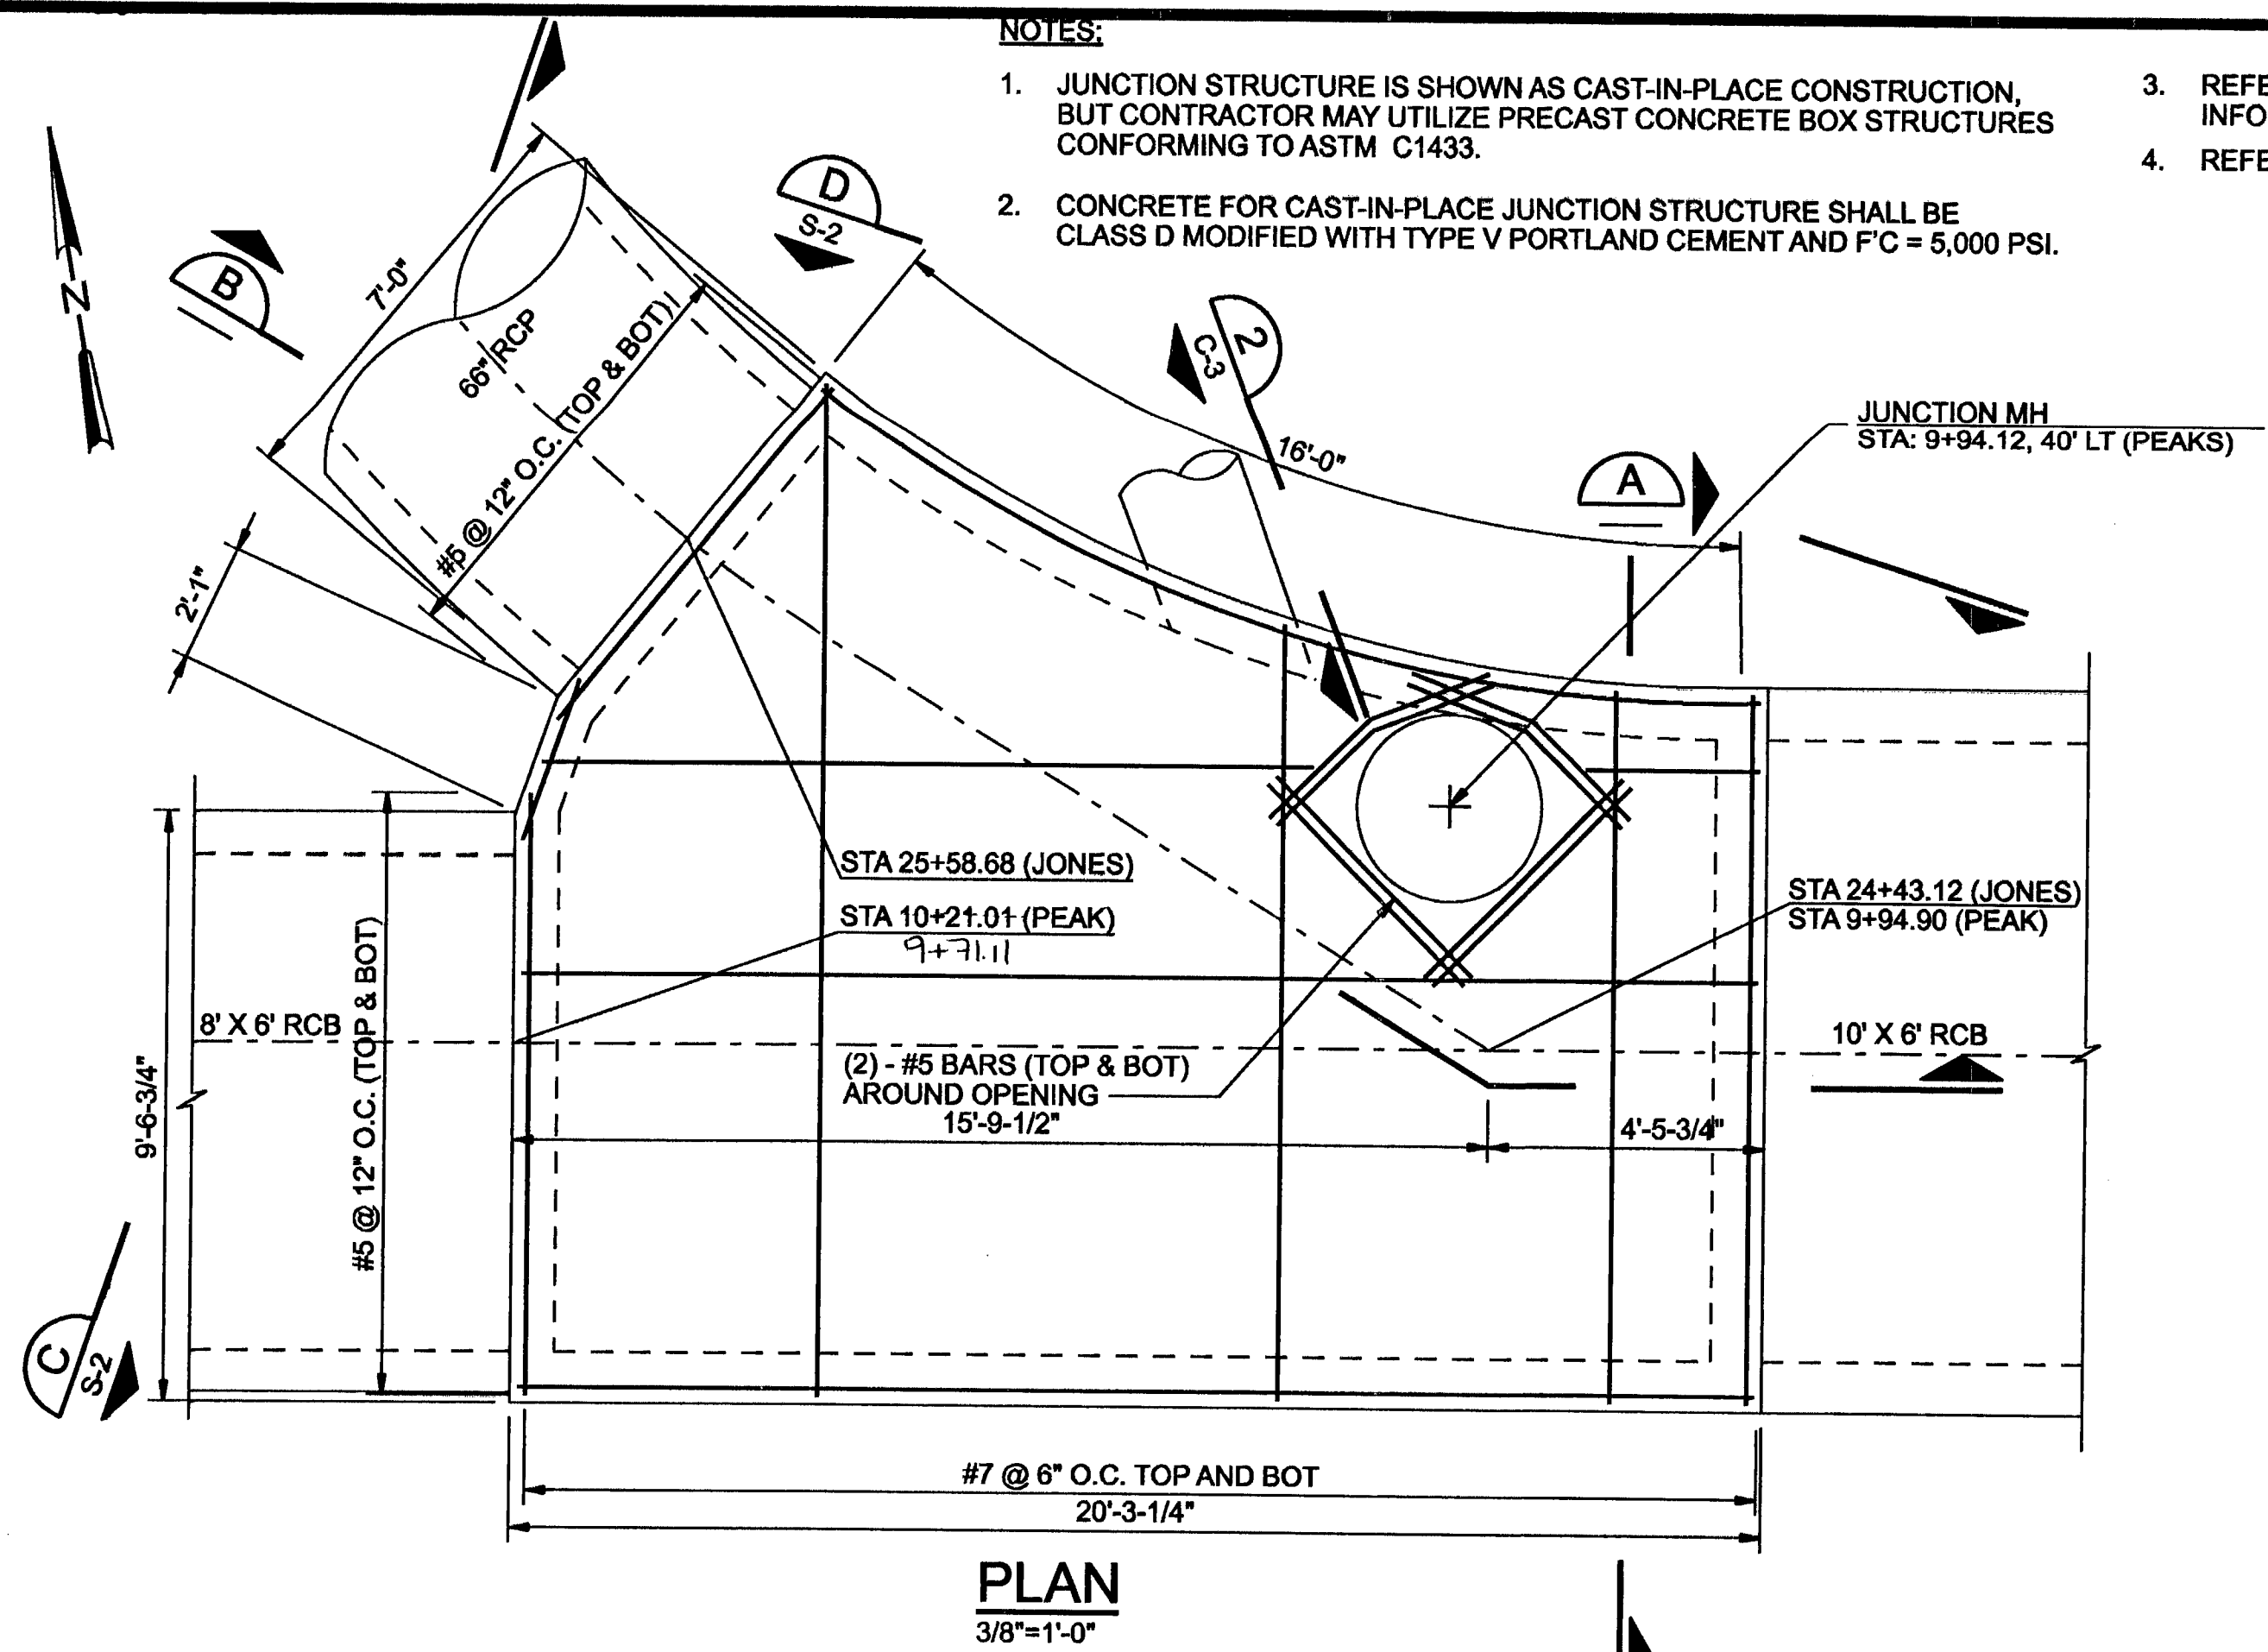 NOTES:
1. JUNCTION STRUCTURE IS SHOWN AS CAST-IN-PLACE CONSTRUCTION,
BUT CONTRACTOR MAY UTILIZE PRECAST CONCRETE BOX STRUCTURES
CONFORMING TO ASTM C1433.
2. CONCRETE FOR CAST-IN-PLACE JUNCTION STRUCTURE SHALL BE
CLASS D MODIFIED WITH TYPE V PORTLAND CEMENT AND F'C = 5,000 PSI.
3. REFE
INFO
4. REFE
N
B
D
S-2
7'-0"
66" RCP
#5 @ 12" O.C. (TOP & BOT)
2'-1"
2
C-3
16'-0"
A
JUNCTION MH
STA: 9+94.12, 40' LT (PEAKS)
STA 25+58.68 (JONES)
STA 10+21.01 (PEAK)
9+71.11
STA 24+43.12 (JONES)
STA 9+94.90 (PEAK)
8' X 6' RCB
10' X 6' RCB
9'-6-3/4"
#5 @ 12" O.C. (TOP & BOT)
(2) - #5 BARS (TOP & BOT)
AROUND OPENING
15'-9-1/2"
4'-5-3/4"
C
S-2
#7 @ 6" O.C. TOP AND BOT
20'-3-1/4"
PLAN
3/8"=1'-0"